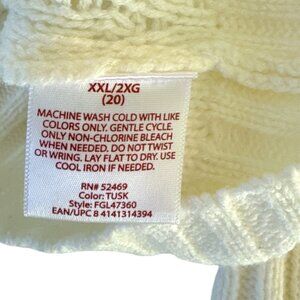 XXL/2XG
(20)
MACHINE WASH COLD WITH LIKE
COLORS ONLY. GENTLE CYCLE.
ONLY NON-CHLORINE BLEACH
WHEN NEEDED. DO NOT TWIST
OR WRING. LAY FLAT TO DRY. USE
COOL IRON IF NEEDED.
RN# 52469
Color: TUSK
Style: FGL47360
EAN/UPC 8 4141314394